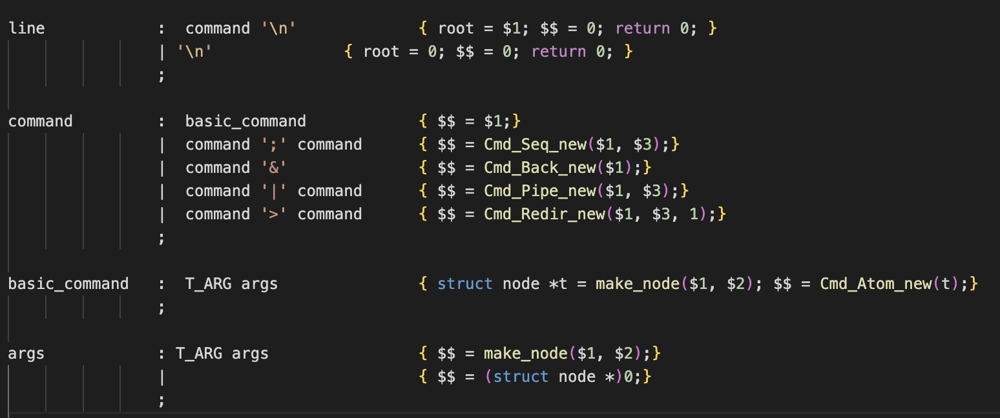 line : command '\n' { root = $1; $$ = 0; return 0; }
| '\n' { root = 0; $$ = 0; return 0; }
;
command : basic_command { $$ = $1;}
| command ';' command { $$ = Cmd_Seq_new($1, $3);}
| command '&' { $$ = Cmd_Back_new($1);}
| command '|' command { $$ = Cmd_Pipe_new($1, $3);}
| command '>' command { $$ = Cmd_Redir_new($1, $3, 1);}
;
basic_command : T_ARG args { struct node *t = make_node($1, $2); $$ = Cmd_Atom_new(t);}
;
args : T_ARG args { $$ = make_node($1, $2);}
| { $$ = (struct node *)0;}
;